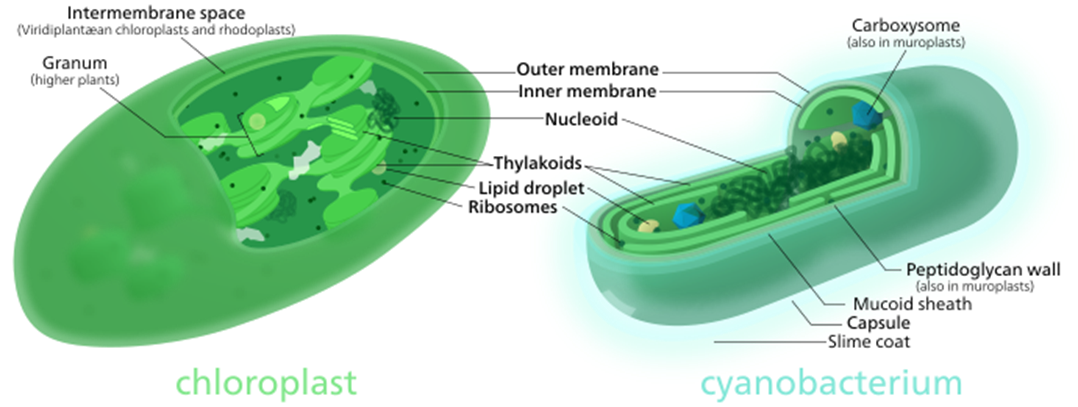 Intermembrane space
(Viridiplantæan chloroplasts and rhodoplasts)
Granum
(higher plants)
Outer membrane
Inner membrane
Nucleoid
Thylakoids
Lipid droplet
Ribosomes
Carboxysome
(also in muroplasts)
Peptidoglycan wall
(also in muroplasts)
Mucoid sheath
Capsule
Slime coat
chloroplast
cyanobacterium